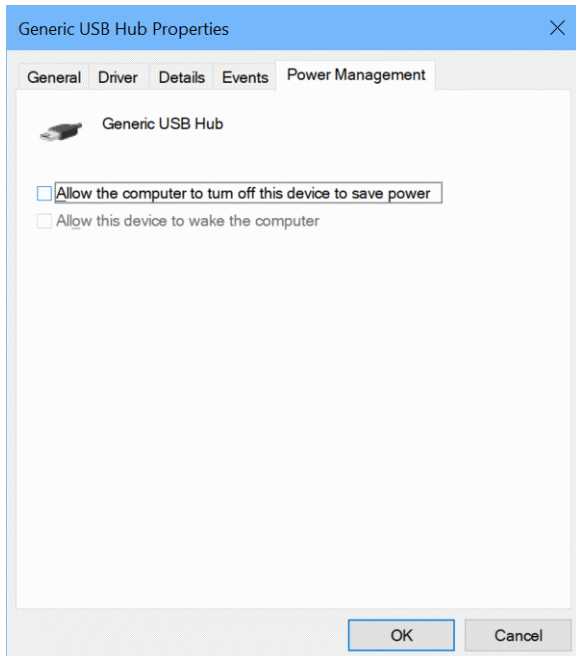 Generic USB Hub Properties
General Driver Details Events Power Management
Generic USB Hub
Allow the computer to turn off this device to save power
Allow this device to wake the computer
OK Cancel